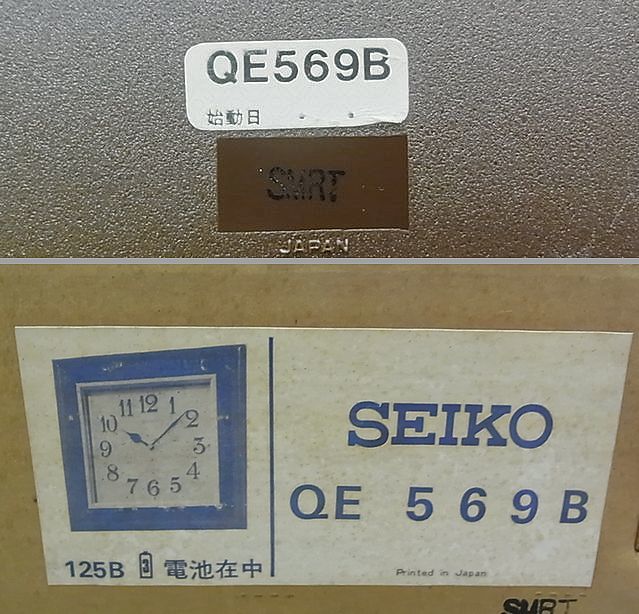 QE569B
始動日 ・ ・
SMRT
JAPAN
12
11
1
10
2
9
3
8
4
7
6
5
SEIKO
QE 569B
125B 3 電池在中
Printed in Japan
SMRT